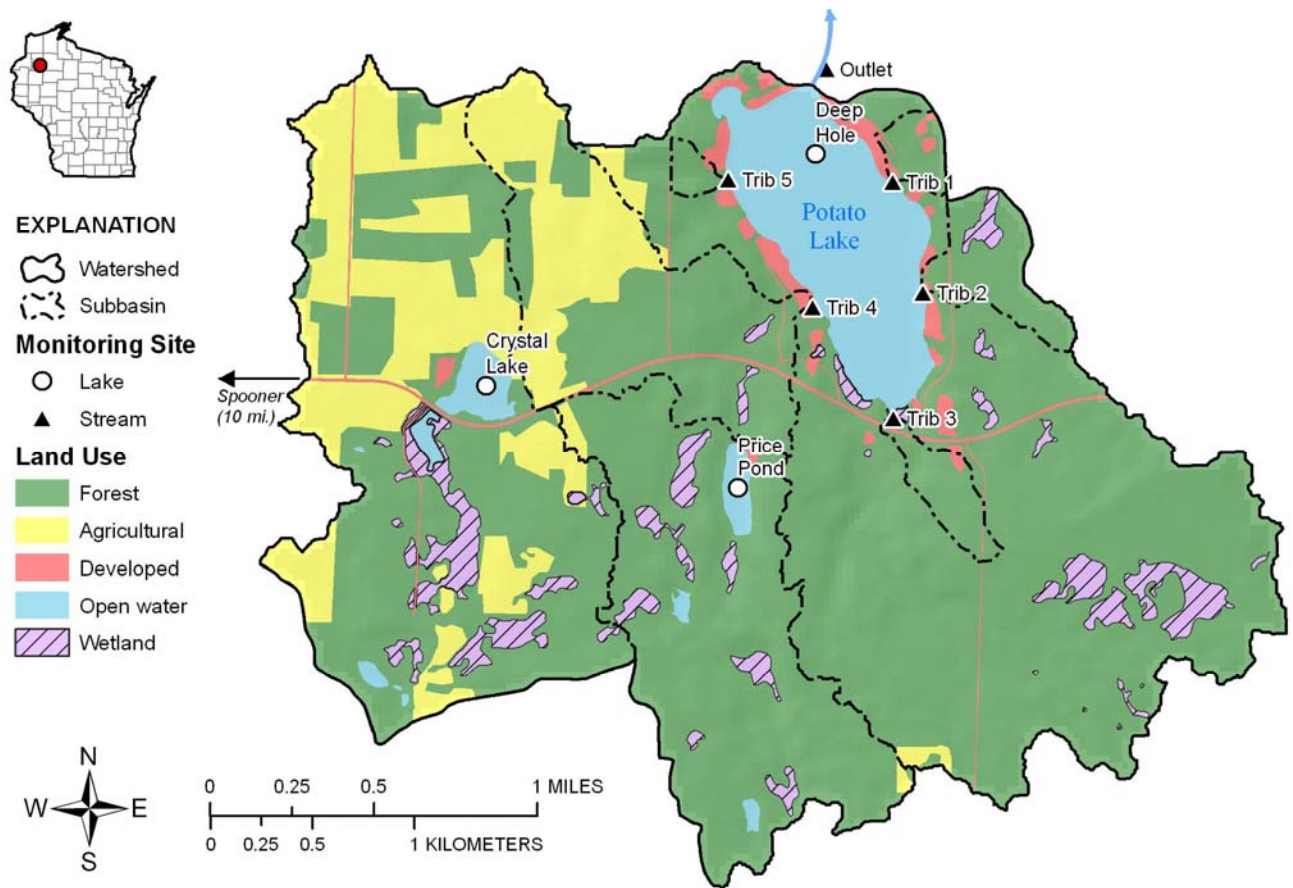 EXPLANATION
Watershed
Subbasin
Monitoring Site
Lake
Stream
Land Use
Forest
Agricultural
Developed
Open water
Wetland
N
W
E
S
0
0.25
0.5
1 MILES
0
0.25
0.5
1 KILOMETERS
Spooner
(10 mi.)
Outlet
Deep
Hole
Trib 5
Trib 1
Potato
Lake
Trib 2
Trib 4
Crystal
Lake
Trib 3
Price
Pond